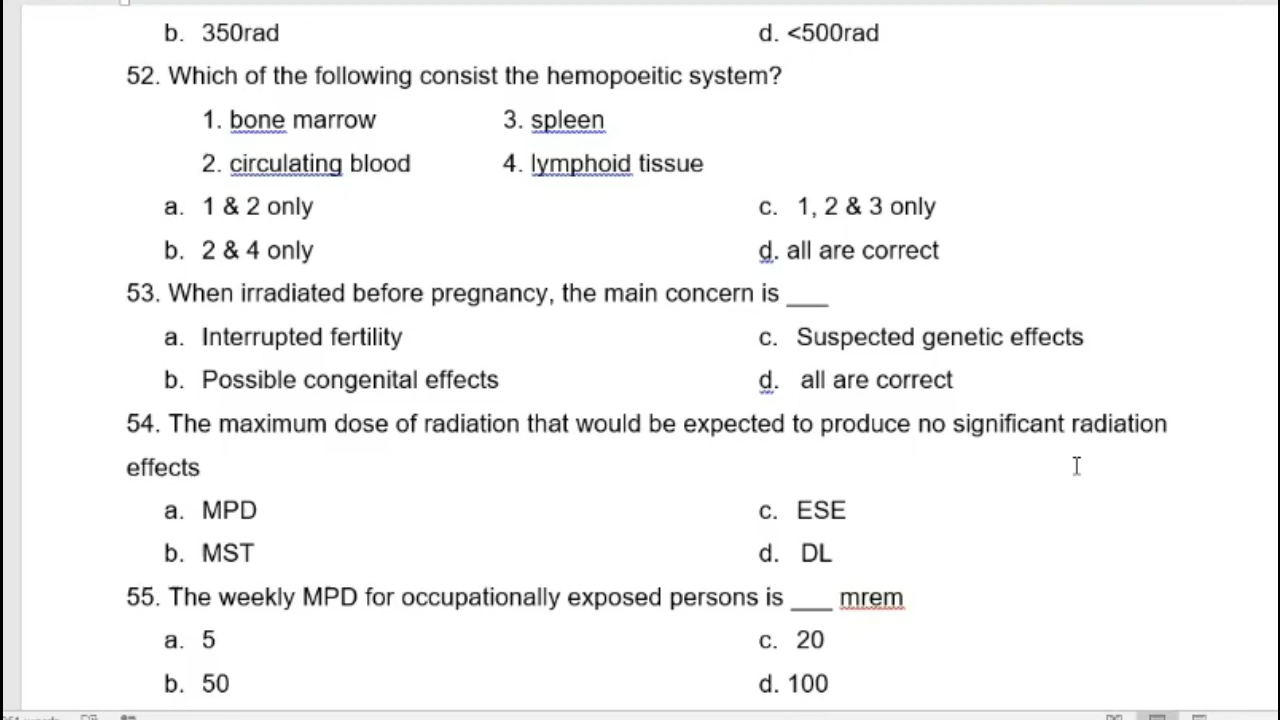 b. 350rad d. <500rad
52. Which of the following consist the hemopoeitic system?
1. bone marrow 3. spleen
2. circulating blood 4. lymphoid tissue
a. 1 & 2 only c. 1, 2 & 3 only
b. 2 & 4 only d. all are correct
53. When irradiated before pregnancy, the main concern is ___
a. Interrupted fertility c. Suspected genetic effects
b. Possible congenital effects d. all are correct
54. The maximum dose of radiation that would be expected to produce no significant radiation
effects
a. MPD c. ESE
b. MST d. DL
55. The weekly MPD for occupationally exposed persons is ___ mrem
a. 5 c. 20
b. 50 d. 100